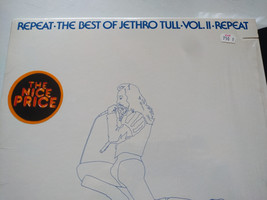 REPEAT·THE BEST OF JETHRO TULL·VOL.II·REPEAT
THE
NICE
PRICE